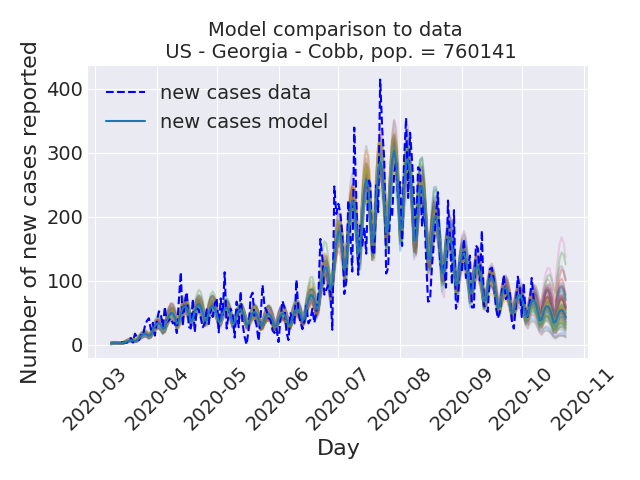 Model comparison to data
US - Georgia - Cobb, pop. = 760141
new cases data
new cases model
Number of new cases reported
400
300
200
100
0
2020-03
2020-04
2020-05
2020-06
2020-07
2020-08
2020-09
2020-10
2020-11
Day